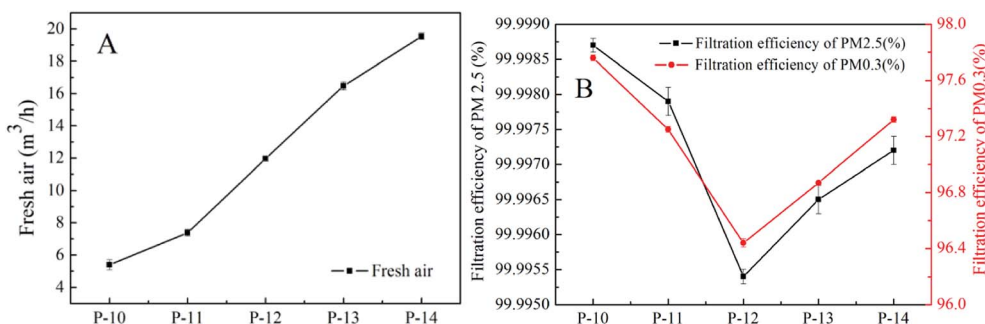 A
Fresh air (m³/h)
20
18
16
14
12
10
8
6
4
Fresh air
P-10 P-11 P-12 P-13 P-14
B
Filtration efficiency of PM2.5(%)
Filtration efficiency of PM0.3(%)
Filtration efficiency of PM 2.5 (%)
99.9990
99.9985
99.9980
99.9975
99.9970
99.9965
99.9960
99.9955
99.9950
98.0
97.6
97.2
96.8
96.4
96.0
Filtration efficiency of PM0.3(%)
P-10 P-11 P-12 P-13 P-14